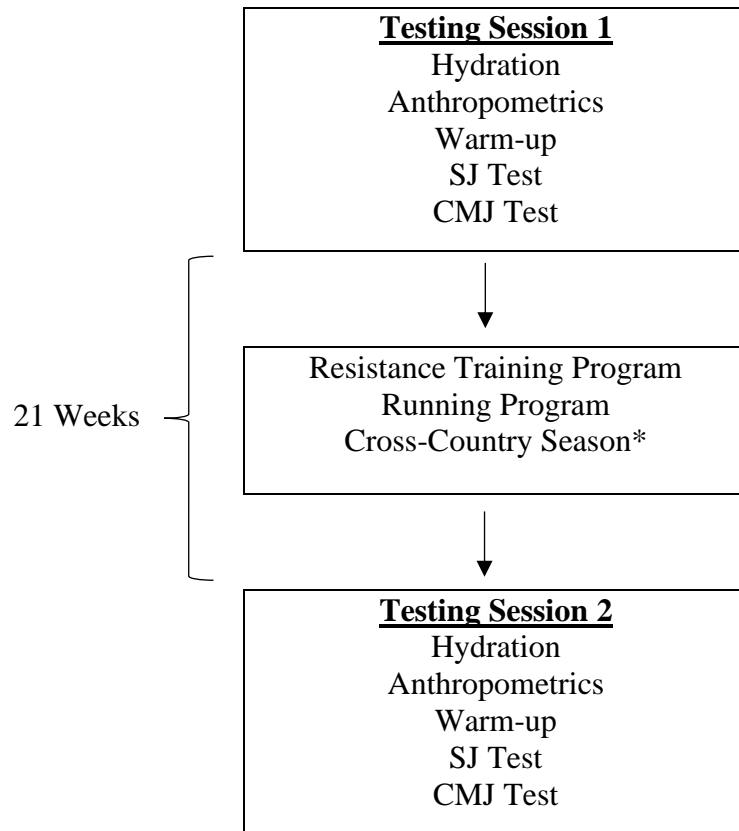 Testing Session 1
Hydration
Anthropometrics
Warm-up
SJ Test
CMJ Test
21 Weeks
Resistance Training Program
Running Program
Cross-Country Season*
Testing Session 2
Hydration
Anthropometrics
Warm-up
SJ Test
CMJ Test